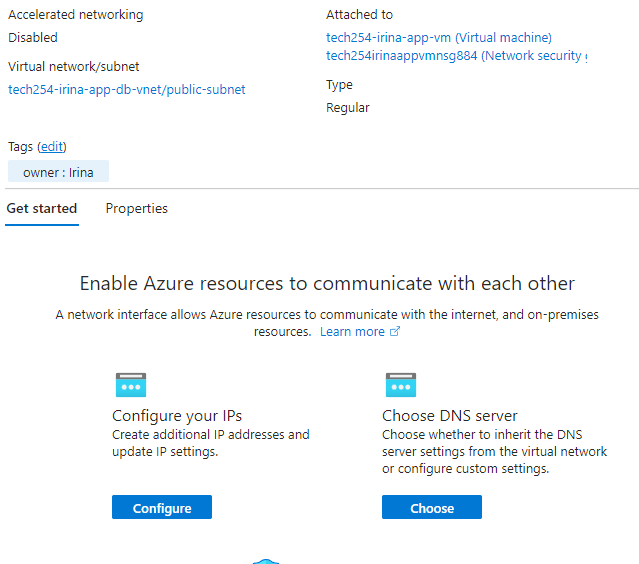 Accelerated networking
Disabled
Virtual network/subnet
tech254-irina-app-db-vnet/public-subnet
Attached to
tech254-irina-app-vm (Virtual machine)
tech254irinaappvmnsg884 (Network security
Type
Regular
Tags (edit)
owner : Irina
Get started Properties
Enable Azure resources to communicate with each other
A network interface allows Azure resources to communicate with the internet, and on-premises
resources. Learn more
Configure your IPs
Create additional IP addresses and
update IP settings.
Configure
Choose DNS server
Choose whether to inherit the DNS
server settings from the virtual network
or configure custom settings.
Choose